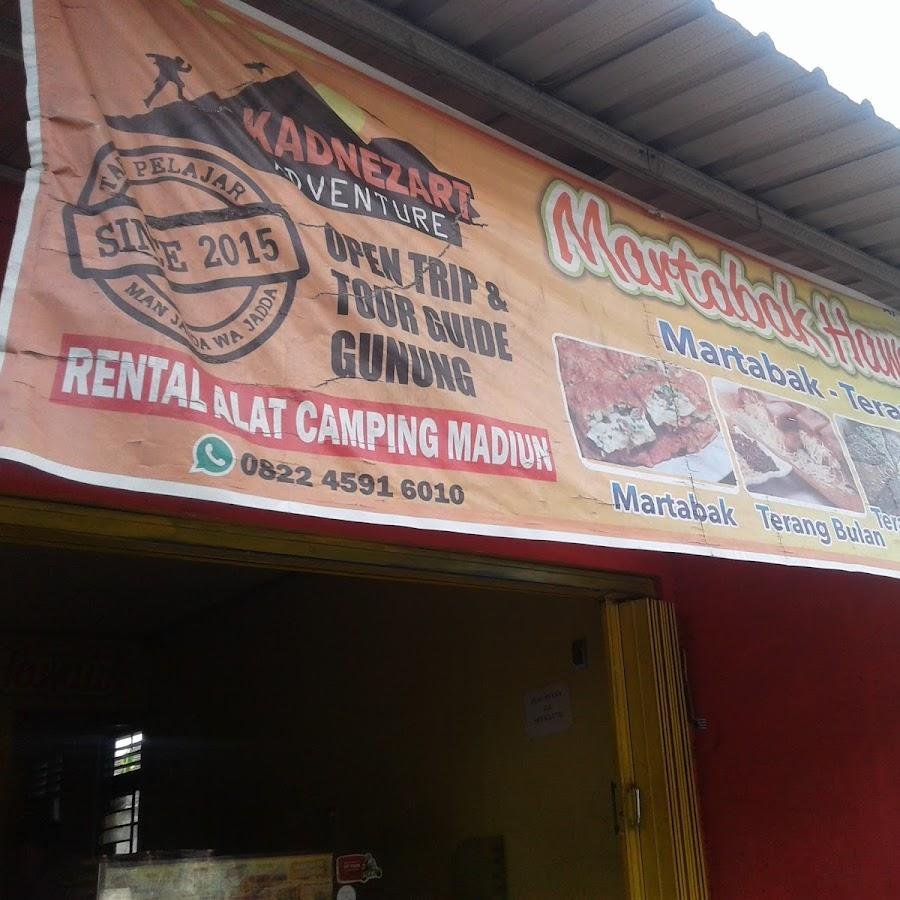 KADNEZART
ADVENTURE
PELAJAR
SINCE 2015
MAN JADDA WA JADDA
OPEN TRIP &
TOUR GUIDE
GUNUNG
RENTAL ALAT CAMPING MADIUN
0822 4591 6010
Martabak
Martabak -
Martabak
Terang Bulan